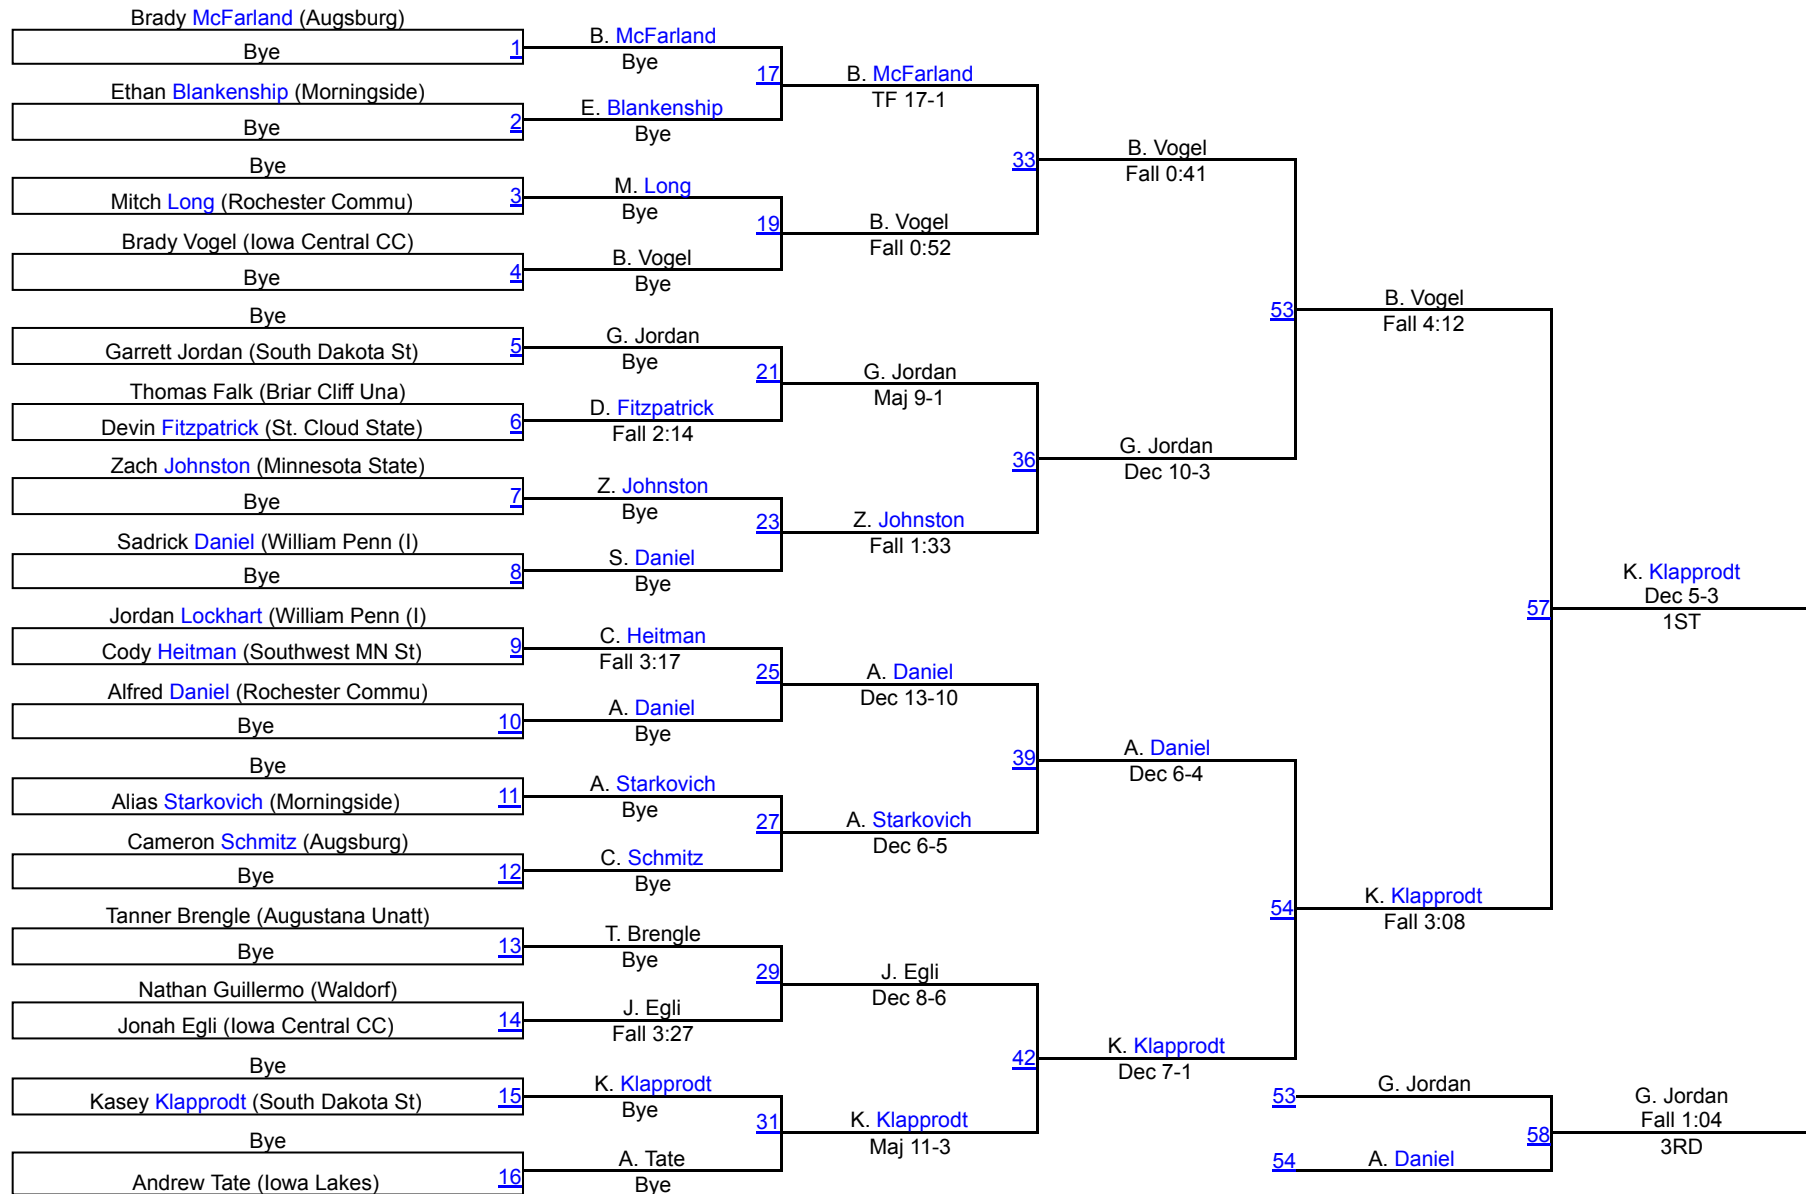 Brady McFarland (Augsburg)
Bye
1
Ethan Blankenship (Morningside)
Bye
2
Bye
Mitch Long (Rochester Commu)
3
Brady Vogel (Iowa Central CC)
Bye
4
Bye
Garrett Jordan (South Dakota St)
5
Thomas Falk (Briar Cliff Una)
Devin Fitzpatrick (St. Cloud State)
6
Zach Johnston (Minnesota State)
Bye
7
Sadrick Daniel (William Penn (I)
Bye
8
Jordan Lockhart (William Penn (I)
Cody Heitman (Southwest MN St)
9
Alfred Daniel (Rochester Commu)
Bye
10
Bye
Alias Starkovich (Morningside)
11
Cameron Schmitz (Augsburg)
Bye
12
Tanner Brengle (Augustana Unatt)
Bye
13
Nathan Guillermo (Waldorf)
Jonah Egli (Iowa Central CC)
14
Bye
Kasey Klapprodt (South Dakota St)
15
Bye
Andrew Tate (Iowa Lakes)
16
B. McFarland
Bye
17
E. Blankenship
Bye
M. Long
Bye
19
B. Vogel
Bye
G. Jordan
Bye
21
D. Fitzpatrick
Fall 2:14
Z. Johnston
Bye
23
S. Daniel
Bye
C. Heitman
Fall 3:17
25
A. Daniel
Bye
A. Starkovich
Bye
27
C. Schmitz
Bye
T. Brengle
Bye
29
J. Egli
Fall 3:27
K. Klapprodt
Bye
31
A. Tate
Bye
B. McFarland
TF 17-1
33
B. Vogel
Fall 0:52
G. Jordan
Maj 9-1
36
Z. Johnston
Fall 1:33
A. Daniel
Dec 13-10
39
A. Starkovich
Dec 6-5
J. Egli
Dec 8-6
42
K. Klapprodt
Maj 11-3
B. Vogel
Fall 0:41
53
G. Jordan
Dec 10-3
A. Daniel
Dec 6-4
54
K. Klapprodt
Dec 7-1
B. Vogel
Fall 4:12
57
K. Klapprodt
Fall 3:08
K. Klapprodt
Dec 5-3
1ST
53
G. Jordan
58
54
A. Daniel
G. Jordan
Fall 1:04
3RD